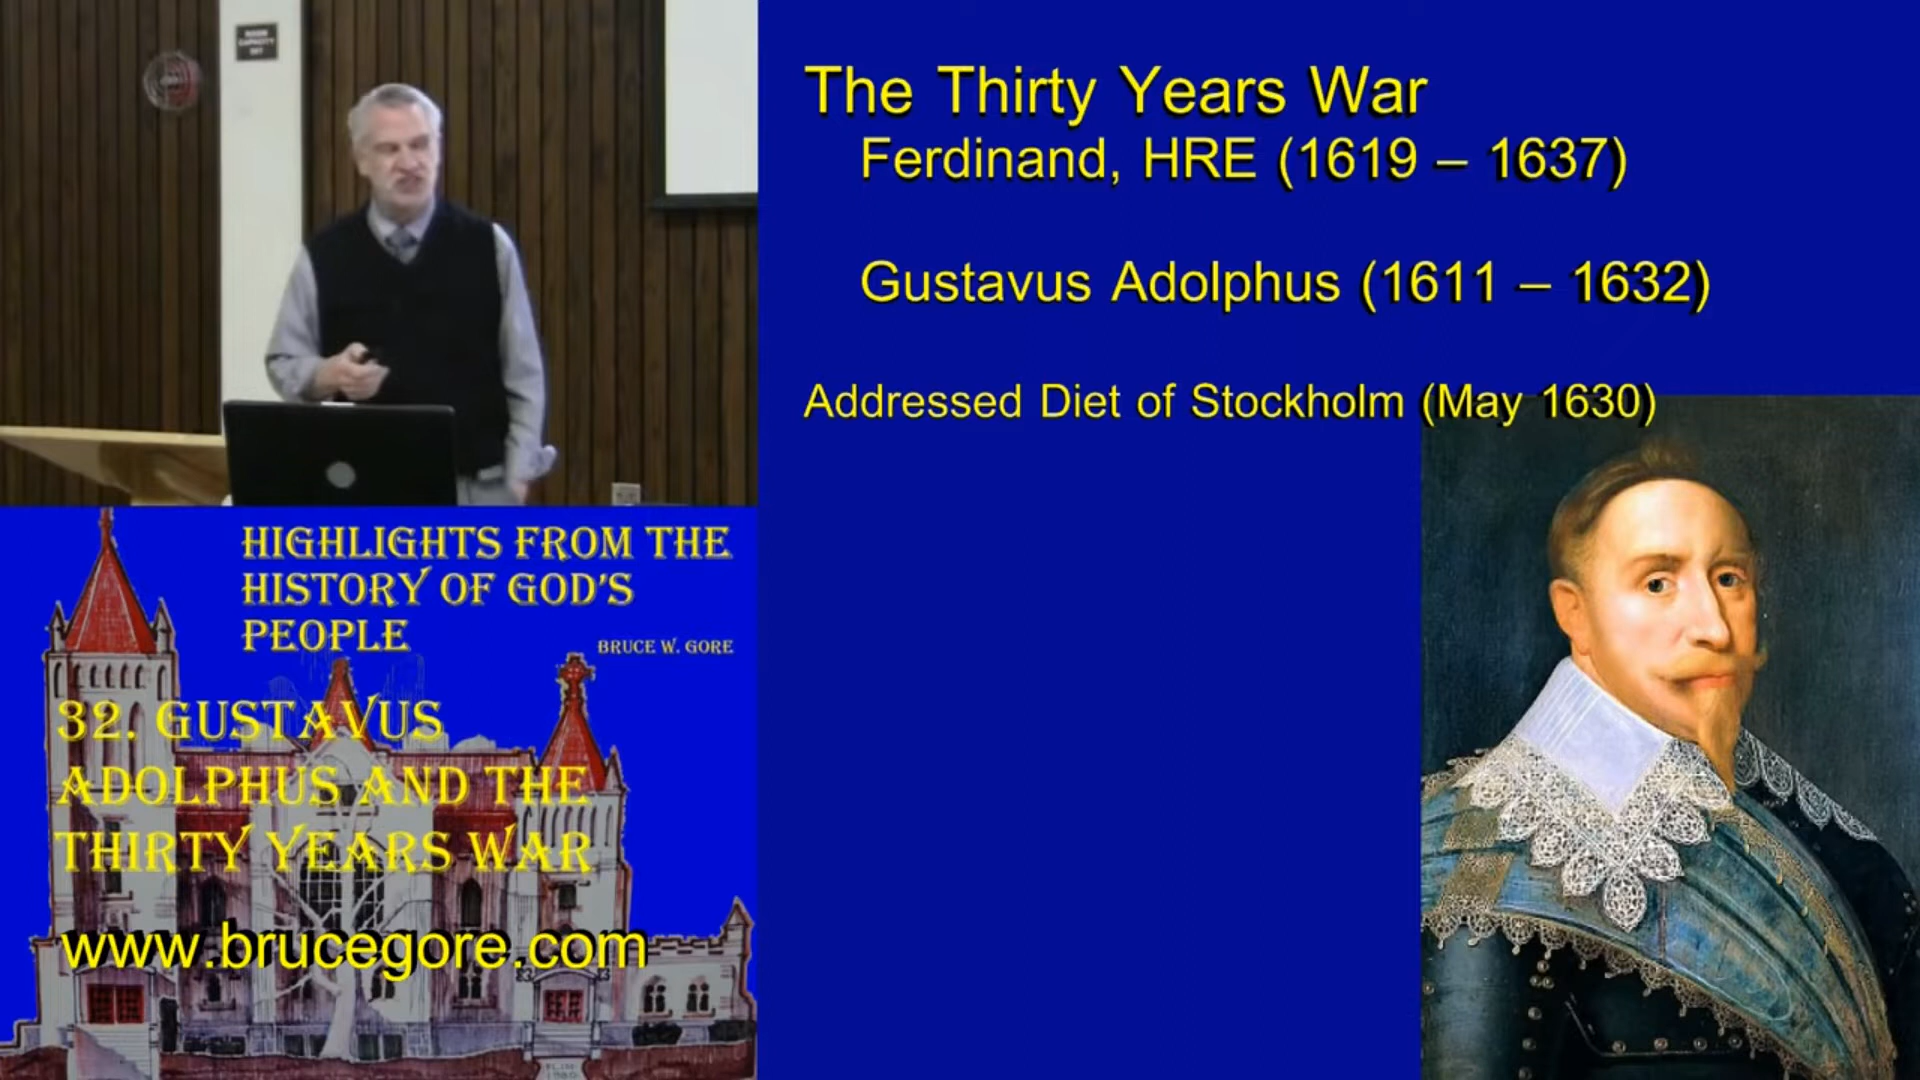 ROOM
CAPACITY
The Thirty Years War
Ferdinand, HRE (1619 – 1637)
Gustavus Adolphus (1611 – 1632)
Addressed Diet of Stockholm (May 1630)
HIGHLIGHTS FROM THE
HISTORY OF GOD'S
PEOPLE
BRUCE W. GORE
32. GUSTAVUS
ADOLPHUS AND THE
THIRTY YEARS WAR
www.brucegore.com